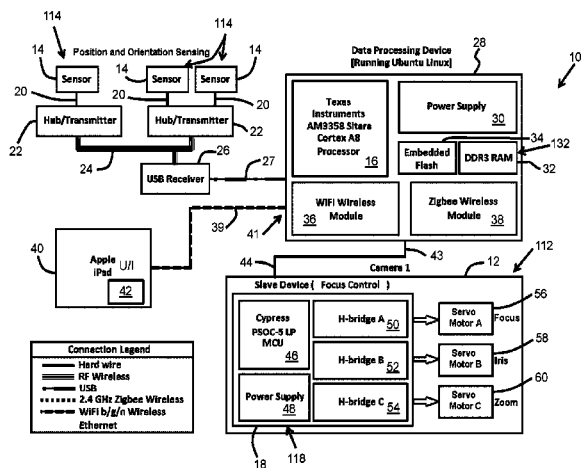 114
114
Position and Orientation Sensing
14
Sensor
14
Sensor
Sensor
14
20
20
20
Hub/Transmitter
Hub/Transmitter
22
22
24
26
USB Receiver
27
Data Processing Device
[Running Ubuntu Linux]
28
10
Texas
Instruments
AM3358 Sitara
Cortex A8
Processor
16
Power Supply
30
34
132
Embedded
Flash
DDR3 RAM
32
WiFi Wireless
Module
36
Zigbee Wireless
Module
38
39
41
40
Apple
iPad
U/I
42
44
43
Camera 1
12
112
Slave Device ( Focus Control)
Cypress
PSOC-5 LP
MCU
46
Power Supply
48
H-bridge A
50
H-bridge B
52
H-bridge C
54
Servo
Motor A
56
Focus
Servo
Motor B
58
Iris
Servo
Motor C
60
Zoom
18
118
Connection Legend
Hard wire
RF Wireless
USB
2.4 GHz Zigbee Wireless
WiFi b/g/n Wireless
Ethernet